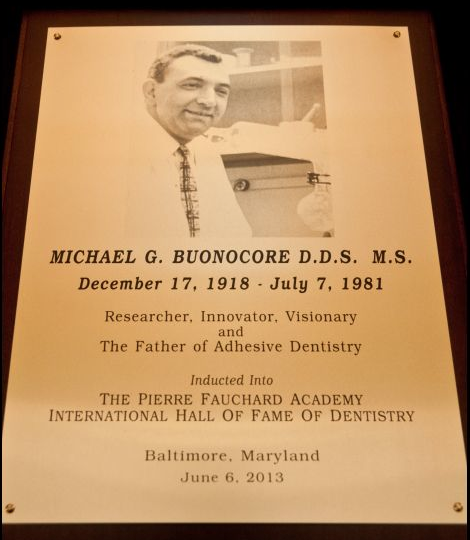 MICHAEL G. BUONOCORE D.D.S. M.S.
December 17, 1918 - July 7, 1981
Researcher, Innovator, Visionary
and
The Father of Adhesive Dentistry
Inducted Into
THE PIERRE FAUCHARD ACADEMY
INTERNATIONAL HALL OF FAME OF DENTISTRY
Baltimore, Maryland
June 6, 2013